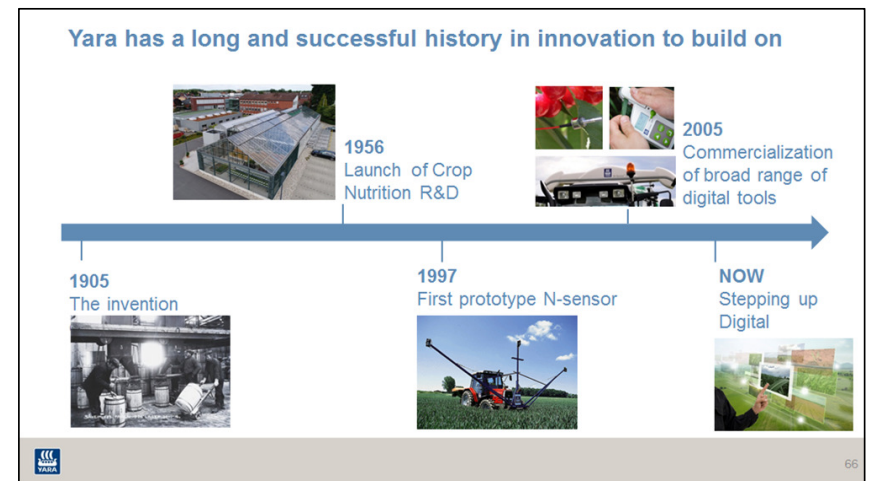 Yara has a long and successful history in innovation to build on
1956
Launch of Crop
Nutrition R&D
2005
Commercialization
of broad range of
digital tools
1905
The invention
1997
First prototype N-sensor
NOW
Stepping up
Digital
YARA
66